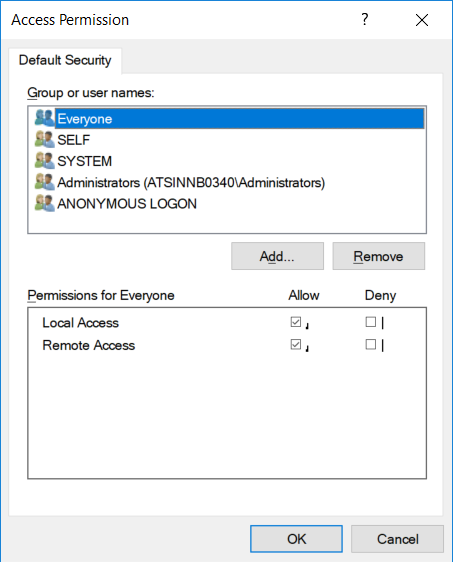 Access Permission
?
Default Security
Group or user names:
Everyone
SELF
SYSTEM
Administrators (ATSINNB0340\Administrators)
ANONYMOUS LOGON
Add...
Remove
Permissions for Everyone Allow Deny
Local Access
Remote Access
OK
Cancel